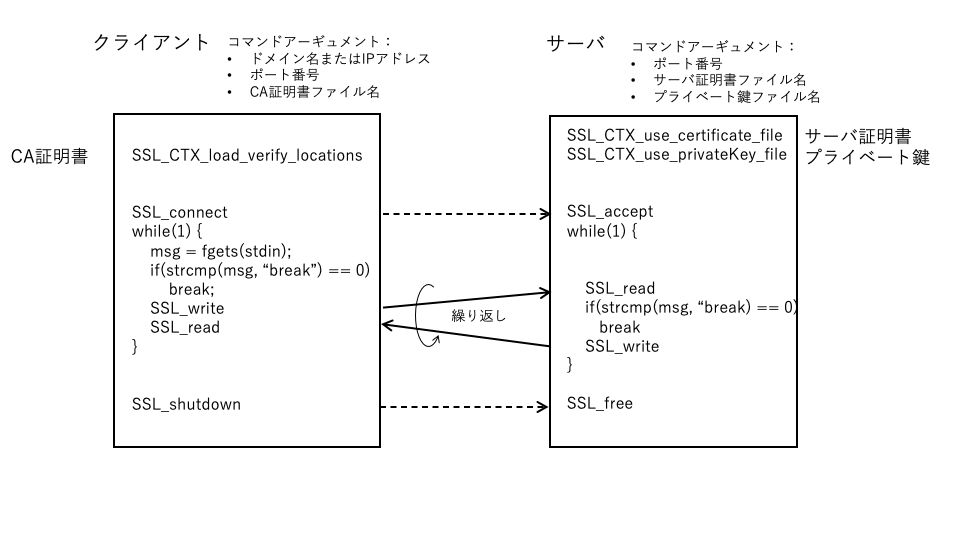 クライアント
コマンドアーギュメント：
• ドメイン名またはIPアドレス
• ポート番号
• CA証明書ファイル名
サーバ
コマンドアーギュメント：
• ポート番号
• サーバ証明書ファイル名
• プライベート鍵ファイル名
CA証明書
SSL_CTX_load_verify_locations
SSL_connect
while(1) {
msg = fgets(stdin);
if(strcmp(msg, “break”) == 0)
break;
SSL_write
SSL_read
}
SSL_shutdown
繰り返し
SSL_CTX_use_certificate_file
SSL_CTX_use_privateKey_file
SSL_accept
while(1) {
SSL_read
if(strcmp(msg, “break) == 0)
break
SSL_write
}
SSL_free
サーバ証明書
プライベート鍵